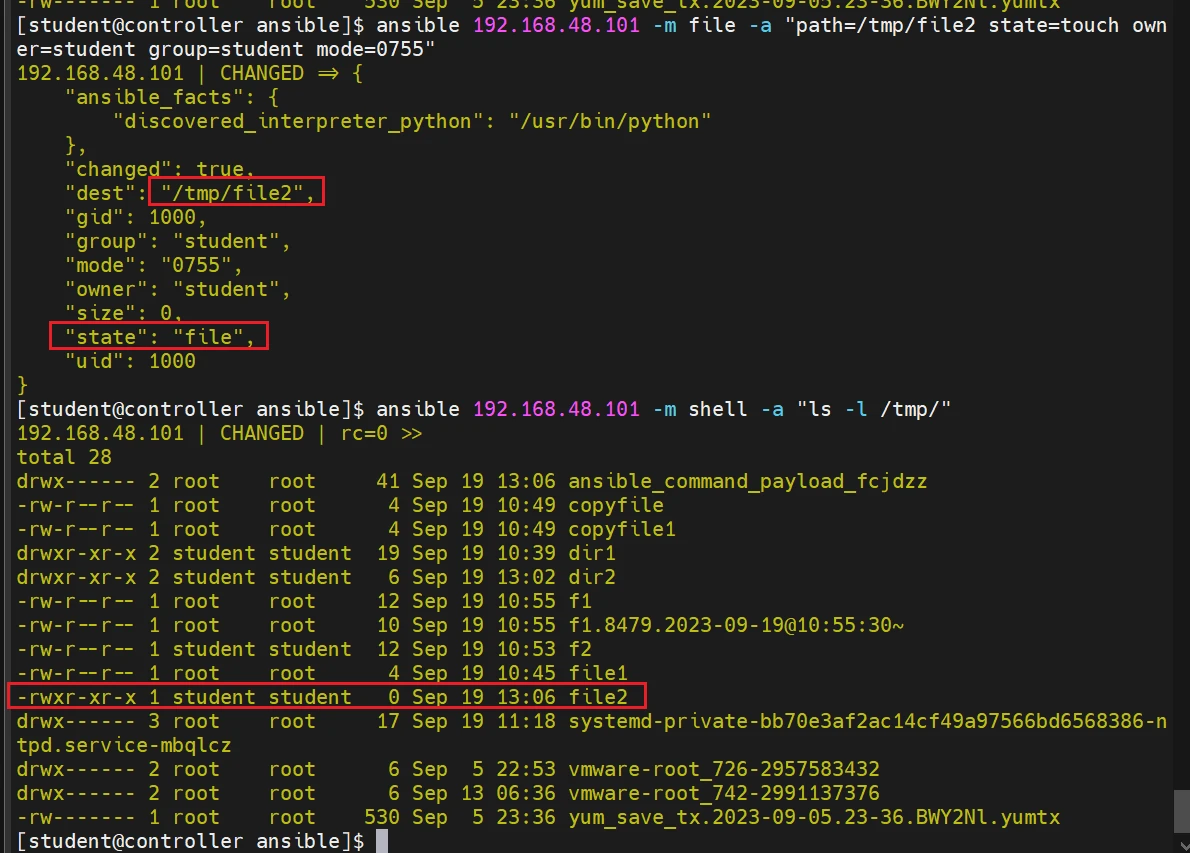 -rw------- 1 root    root    530 Sep  5 23:36 yum_save_tx.2023-09-05.23-36.BWY2Nl.yumtx
[student@controller ansible]$ ansible 192.168.48.101 -m file -a "path=/tmp/file2 state=touch own
er=student group=student mode=0755"
192.168.48.101 | CHANGED => {
    "ansible_facts": {
        "discovered_interpreter_python": "/usr/bin/python"
    },
    "changed": true,
    "dest": "/tmp/file2",
    "gid": 1000,
    "group": "student",
    "mode": "0755",
    "owner": "student",
    "size": 0,
    "state": "file",
    "uid": 1000
}
[student@controller ansible]$ ansible 192.168.48.101 -m shell -a "ls -l /tmp/"
192.168.48.101 | CHANGED | rc=0 >>
total 28
drwx------ 2 root    root     41 Sep 19 13:06 ansible_command_payload_fcjdzz
-rw-r--r-- 1 root    root      4 Sep 19 10:49 copyfile
-rw-r--r-- 1 root    root      4 Sep 19 10:49 copyfile1
drwxr-xr-x 2 student student  19 Sep 19 10:39 dir1
drwxr-xr-x 2 student student   6 Sep 19 13:02 dir2
-rw-r--r-- 1 root    root     12 Sep 19 10:55 f1
-rw-r--r-- 1 root    root     10 Sep 19 10:55 f1.8479.2023-09-19@10:55:30~
-rw-r--r-- 1 student student  12 Sep 19 10:53 f2
-rw-r--r-- 1 root    root      4 Sep 19 10:45 file1
-rwxr-xr-x 1 student student   0 Sep 19 13:06 file2
drwx------ 3 root    root     17 Sep 19 11:18 systemd-private-bb70e3af2ac14cf49a97566bd6568386-n
tpd.service-mbqlcz
drwx------ 2 root    root      6 Sep  5 22:53 vmware-root_726-2957583432
drwx------ 2 root    root      6 Sep 13 06:36 vmware-root_742-2991137376
-rw------- 1 root    root    530 Sep  5 23:36 yum_save_tx.2023-09-05.23-36.BWY2Nl.yumtx
[student@controller ansible]$